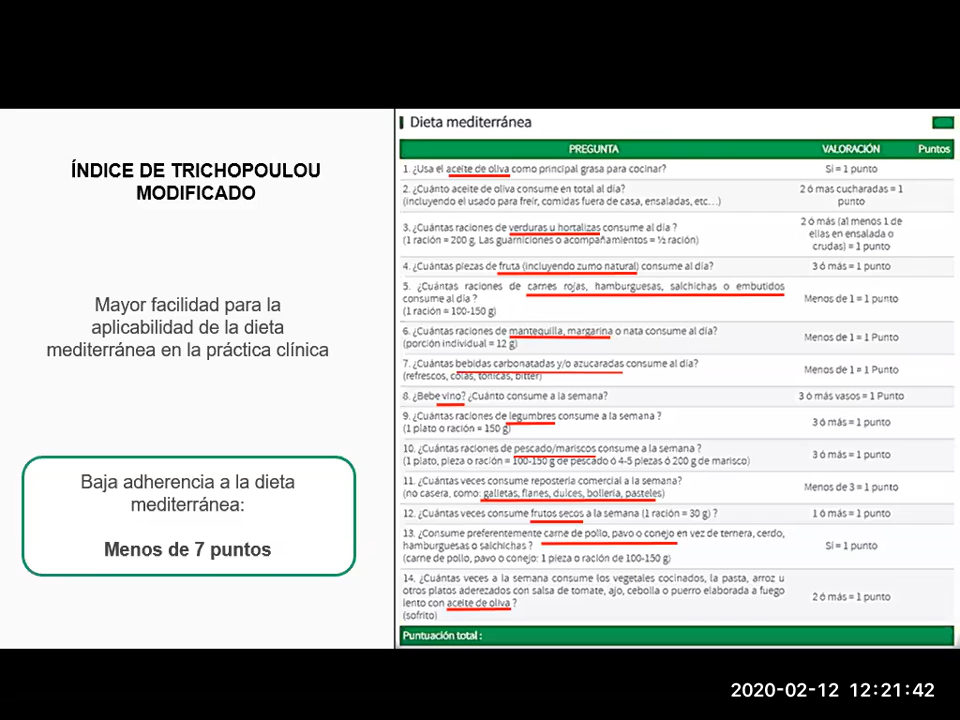 ÍNDICE DE TRICHOPOULOU
MODIFICADO
Mayor facilidad para la
aplicabilidad de la dieta
mediterránea en la práctica clínica
Baja adherencia a la dieta
mediterránea:
Menos de 7 puntos
Dieta mediterránea
PREGUNTA VALORACIÓN Puntos
1. ¿Usa el aceite de oliva como principal grasa para cocinar? Si = 1 punto
2. ¿Cuánto aceite de oliva consume en total al día?
(incluyendo el usado para freír, comidas fuera de casa, ensaladas, etc...)
2 ó mas cucharadas = 1
punto
3. ¿Cuántas raciones de verduras u hortalizas consume al día ?
(1 ración = 200 g. Las guarniciones o acompañamientos = ½ ración)
2 ó más (al menos 1 de
ellas en ensalada o
crudas) = 1 punto
4. ¿Cuántas piezas de fruta (incluyendo zumo natural) consume al día? 3 ó más = 1 punto
5. ¿Cuántas raciones de carnes rojas, hamburguesas, salchichas o embutidos
consume al día ?
(1 ración = 100-150 g)
Menos de 1 = 1 punto
6. ¿Cuántas raciones de mantequilla, margarina o nata consume al día?
(porción individual = 12 g)
Menos de 1 = 1 Punto
7. ¿Cuántas bebidas carbonatadas y/o azucaradas consume al día?
(refrescos, colas, tónicas, bitter)
Menos de 1 = 1 Punto
8. ¿Bebe vino? ¿Cuánto consume a la semana? 3 ó más vasos = 1 Punto
9. ¿Cuántas raciones de legumbres consume a la semana ?
(1 plato o ración = 150 g)
3 ó más = 1 punto
10. ¿Cuántas raciones de pescado/mariscos consume a la semana ?
(1 plato, pieza o ración = 100-150 g de pescado ó 4-5 piezas ó 200 g de marisco)
3 ó más = 1 punto
11. ¿Cuántas veces consume repostería comercial a la semana?
(no casera, como: galletas, flanes, dulces, bollería, pasteles)
Menos de 3 = 1 punto
12. ¿Cuántas veces consume frutos secos a la semana (1 ración = 30 g) ? 1 ó más = 1 punto
13. ¿Consume preferentemente carne de pollo, pavo o conejo en vez de ternera, cerdo,
hamburguesas o salchichas ?
(carne de pollo, pavo o conejo: 1 pieza o ración de 100-150 g)
Si = 1 punto
14. ¿Cuántas veces a la semana consume los vegetales cocinados, la pasta, arroz u
otros platos aderezados con salsa de tomate, ajo, cebolla o puerro elaborada a fuego
lento con aceite de oliva ?
(sofrito)
2 ó más = 1 punto
Puntuación total :
2020-02-12 12:21:42